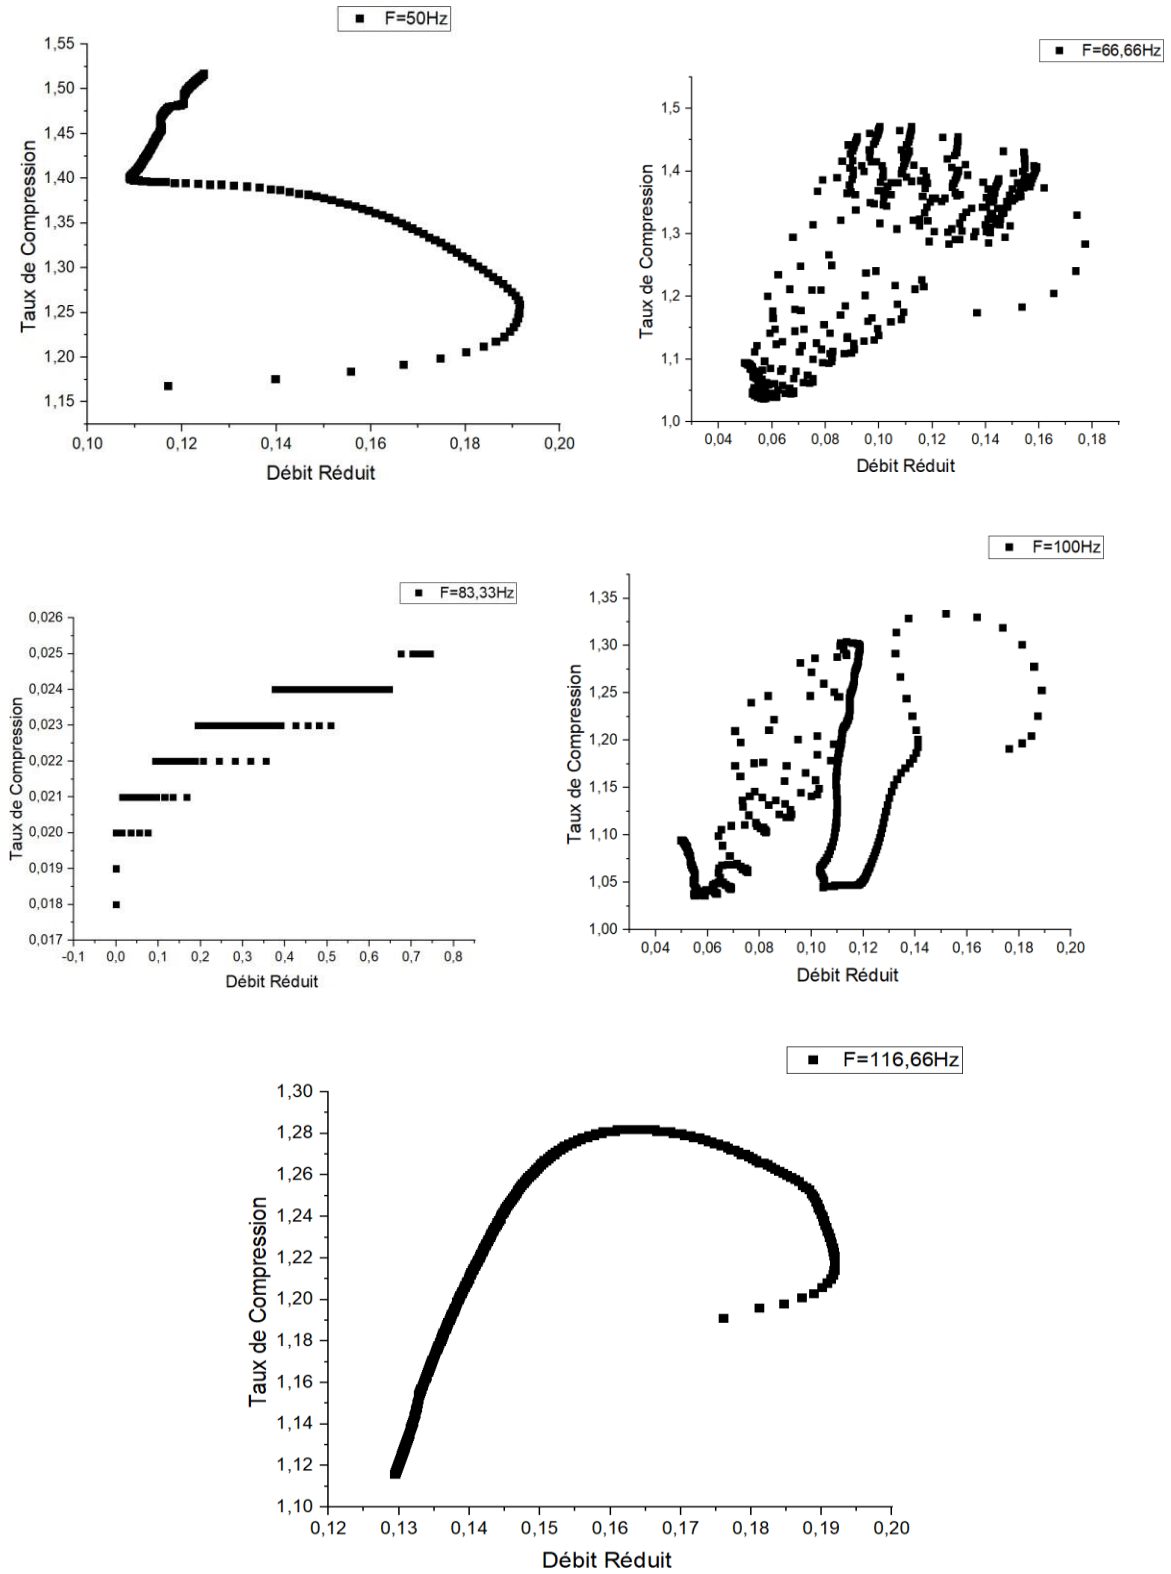 F=50Hz
1,55
1,50
1,45
1,40
1,35
1,30
1,25
1,20
1,15
Taux de Compression
0,10 0,12 0,14 0,16 0,18 0,20
Débit Réduit
F=66,66Hz
1,5
1,4
1,3
1,2
1,1
1,0
Taux de Compression
0,04 0,06 0,08 0,10 0,12 0,14 0,16 0,18
Débit Réduit
F=83,33Hz
0,026
0,025
0,024
0,023
0,022
0,021
0,020
0,019
0,018
0,017
Taux de Compression
-0,1 0,0 0,1 0,2 0,3 0,4 0,5 0,6 0,7 0,8
Débit Réduit
F=100Hz
1,35
1,30
1,25
1,20
1,15
1,10
1,05
1,00
Taux de Compression
0,04 0,06 0,08 0,10 0,12 0,14 0,16 0,18 0,20
Débit Réduit
F=116,66Hz
1,30
1,28
1,26
1,24
1,22
1,20
1,18
1,16
1,14
1,12
1,10
Taux de Compression
0,12 0,13 0,14 0,15 0,16 0,17 0,18 0,19 0,20
Débit Réduit